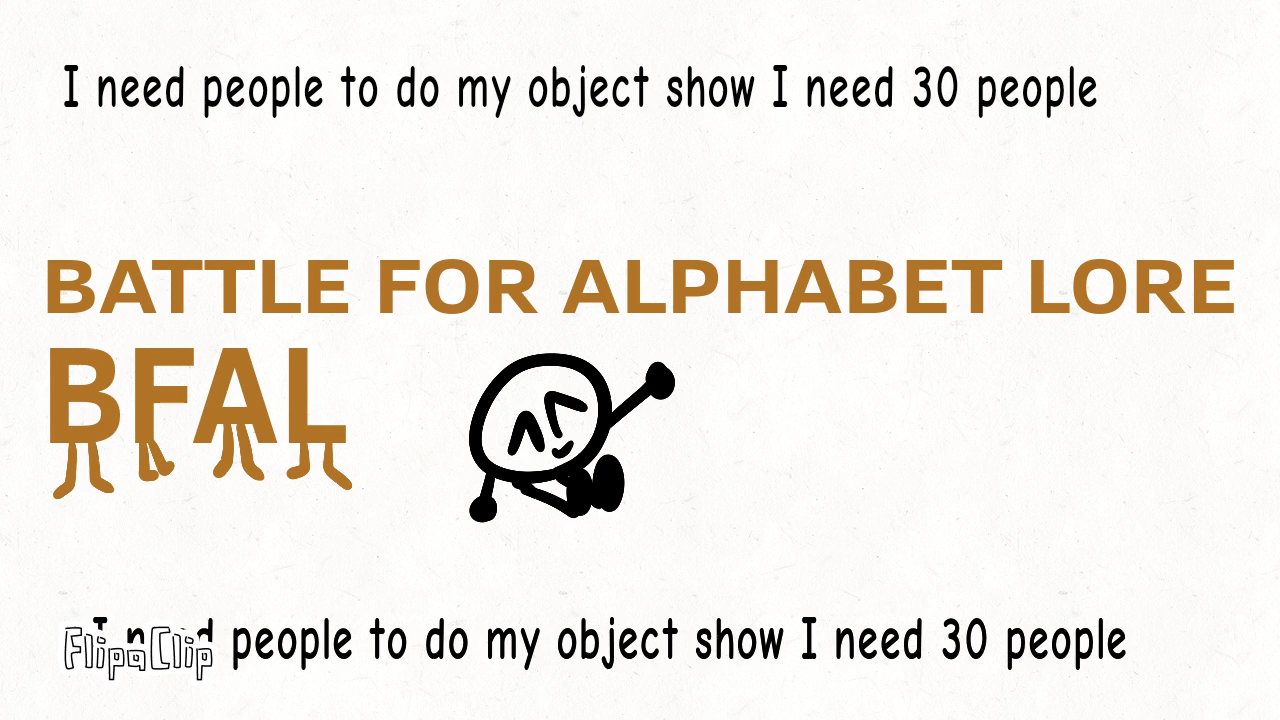 I need people to do my object show I need 30 people
BATTLE FOR ALPHABET LORE
BFAL
I need people to do my object show I need 30 people
FlipaClip